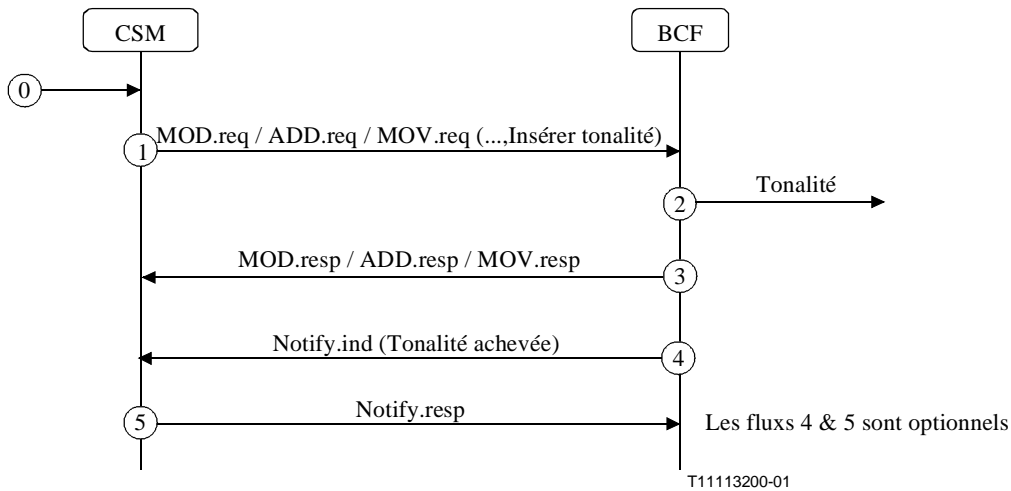 CSM
BCF
0
MOD.req / ADD.req / MOV.req (...,Insérer tonalité)
1
Tonalité
2
MOD.resp / ADD.resp / MOV.resp
3
Notify.ind (Tonalité achevée)
4
Notify.resp
5
Les fluxs 4 & 5 sont optionnels
T11113200-01